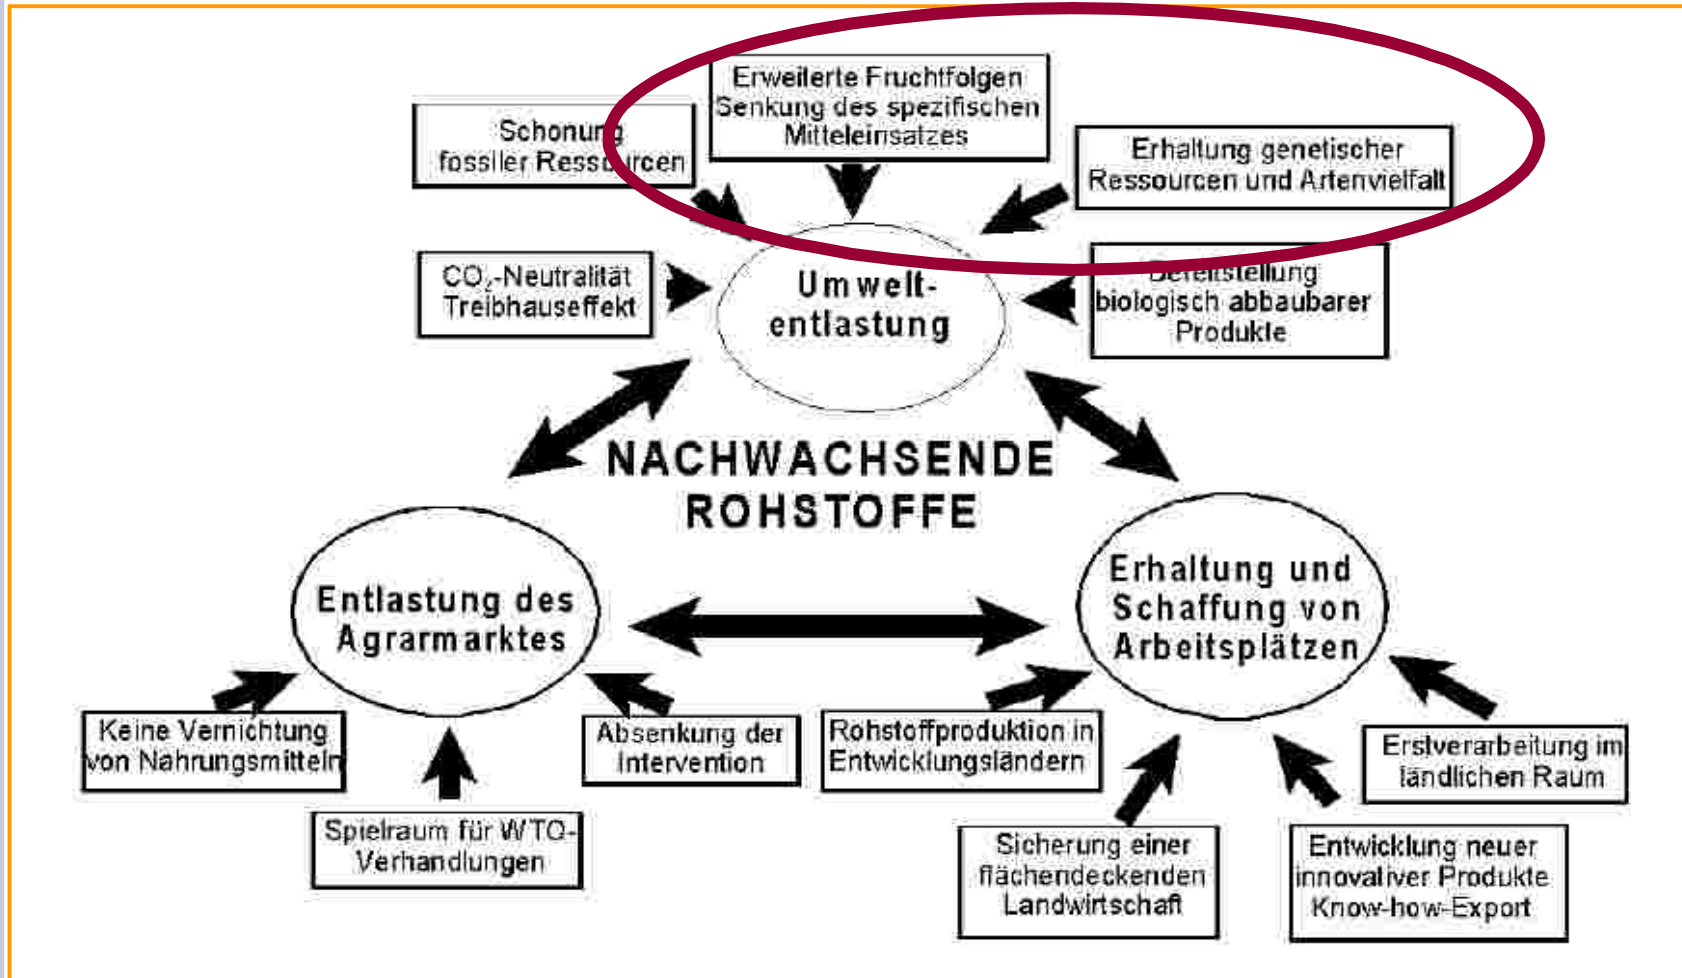 Erweiterte Fruchtfolgen
Senkung des spezifischen
Mitteleinsatzes
Schonung
fossiler Ressourcen
Erhaltung genetischer
Ressourcen und Artenvielfalt
CO₂-Neutralität
Treibhauseffekt
Umwelt-
entlastung
Bereitstellung
biologisch abbaubarer
Produkte
NACHWACHSENDE
ROHSTOFFE
Entlastung des
Agrarmarktes
Erhaltung und
Schaffung von
Arbeitsplätzen
Keine Vernichtung
von Nahrungsmitteln
Absenkung der
Intervention
Rohstoffproduktion in
Entwicklungsländern
Erstverarbeitung im
ländlichen Raum
Spielraum für WTO-
Verhandlungen
Sicherung einer
flächendeckenden
Landwirtschaft
Entwicklung neuer
innovativer Produkte
Know-how-Export